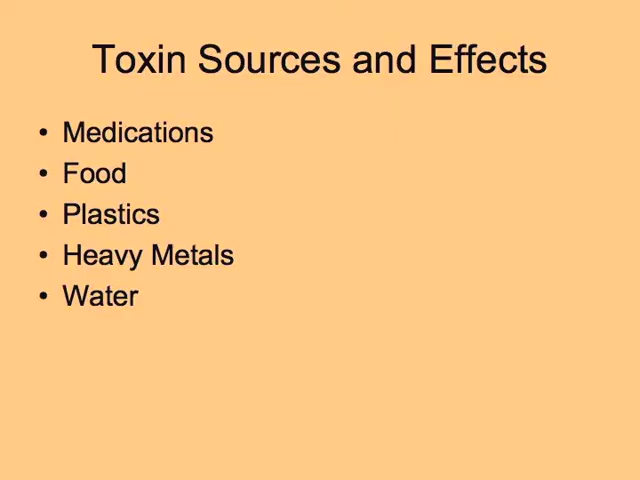 Toxin Sources and Effects
• Medications
• Food
• Plastics
• Heavy Metals
• Water